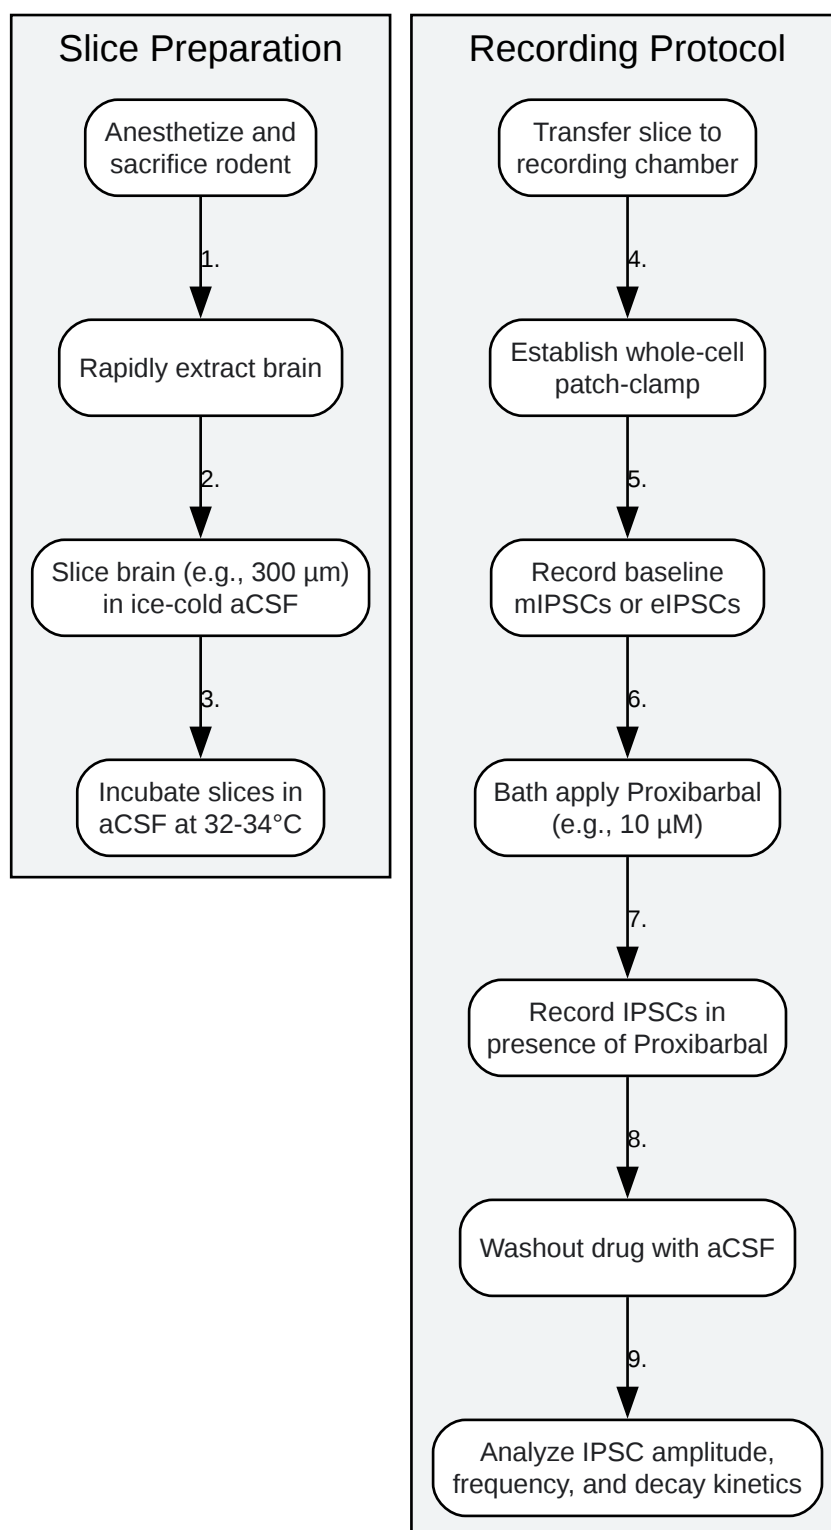 Slice Preparation
Anesthetize and
sacrifice rodent
1.
Rapidly extract brain
2.
Slice brain (e.g., 300 µm)
in ice-cold aCSF
3.
Incubate slices in
aCSF at 32-34°C
Recording Protocol
Transfer slice to
recording chamber
4.
Establish whole-cell
patch-clamp
5.
Record baseline
mIPSCs or eIPSCs
6.
Bath apply Proxibarbal
(e.g., 10 µM)
7.
Record IPSCs in
presence of Proxibarbal
8.
Washout drug with aCSF
9.
Analyze IPSC amplitude,
frequency, and decay kinetics